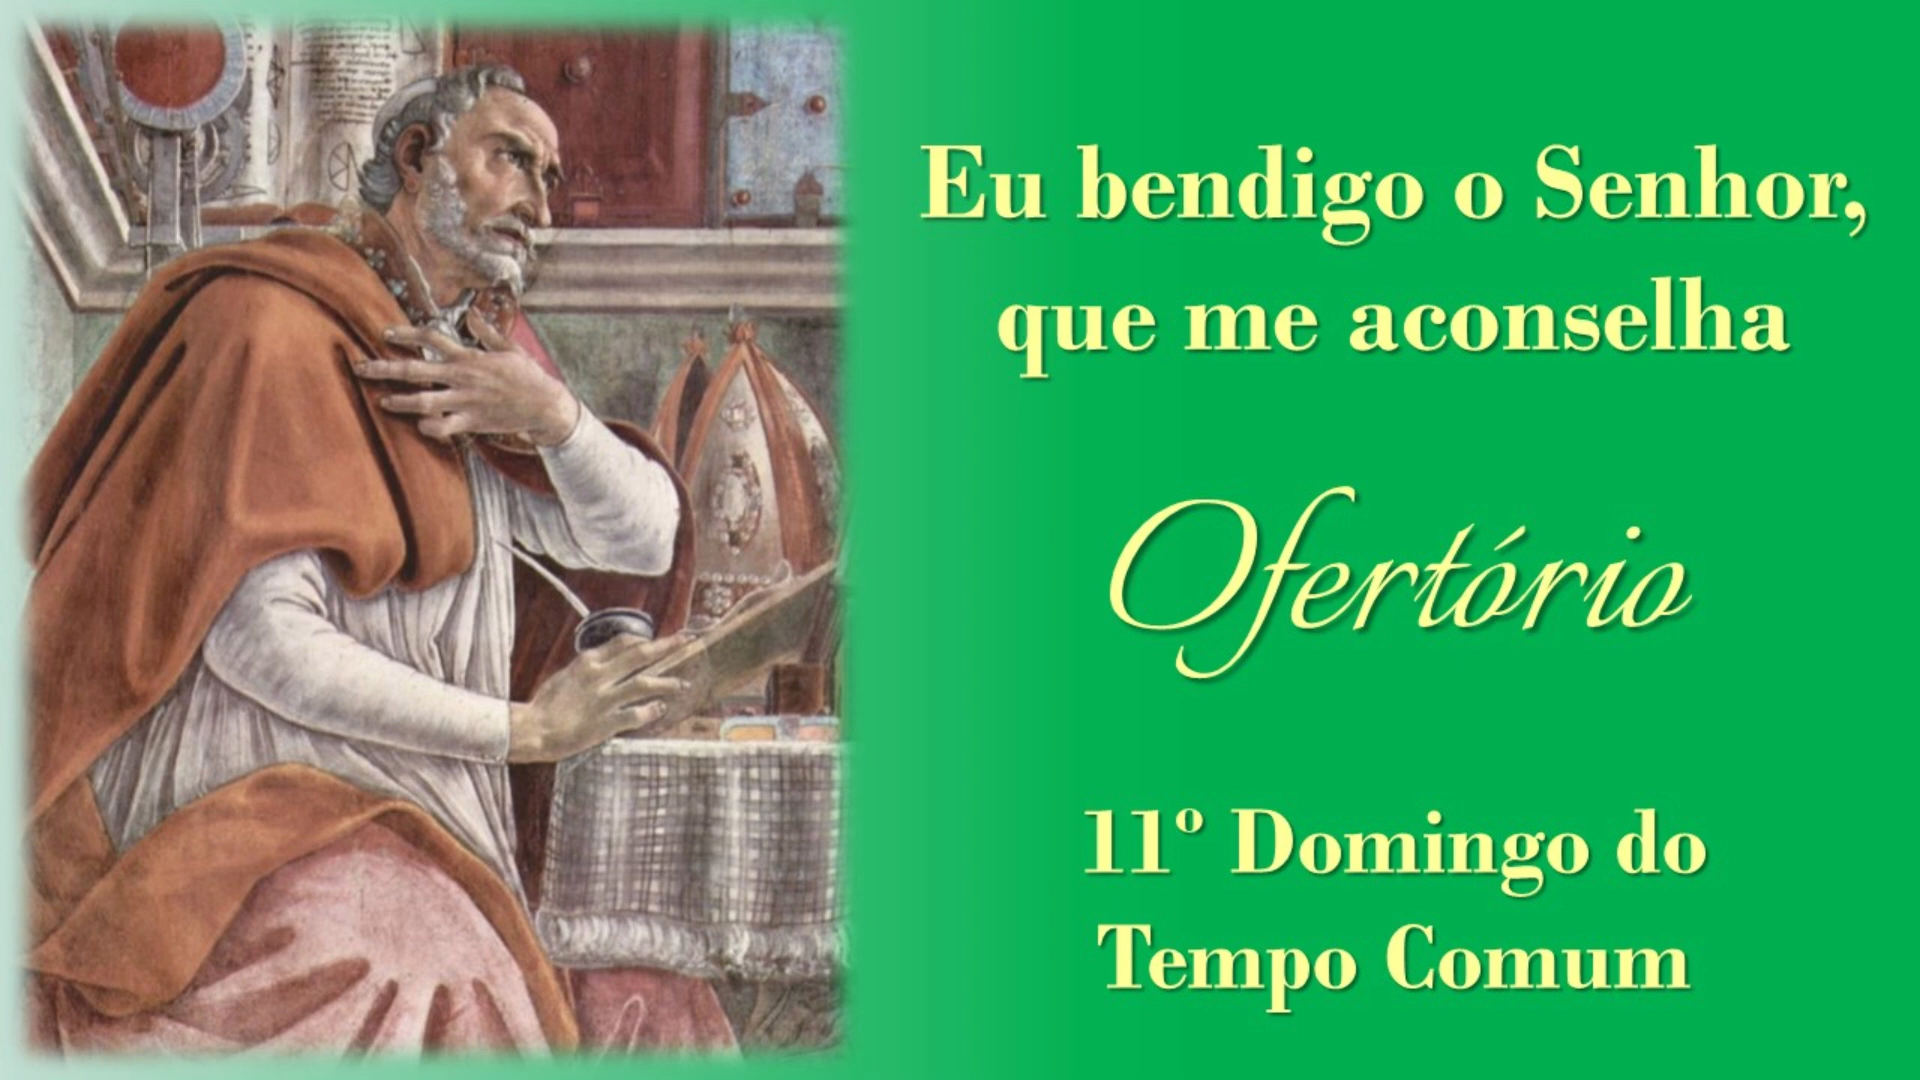 Eu bendigo o Senhor,
que me aconselha
Ofertório
11º Domingo do
Tempo Comum